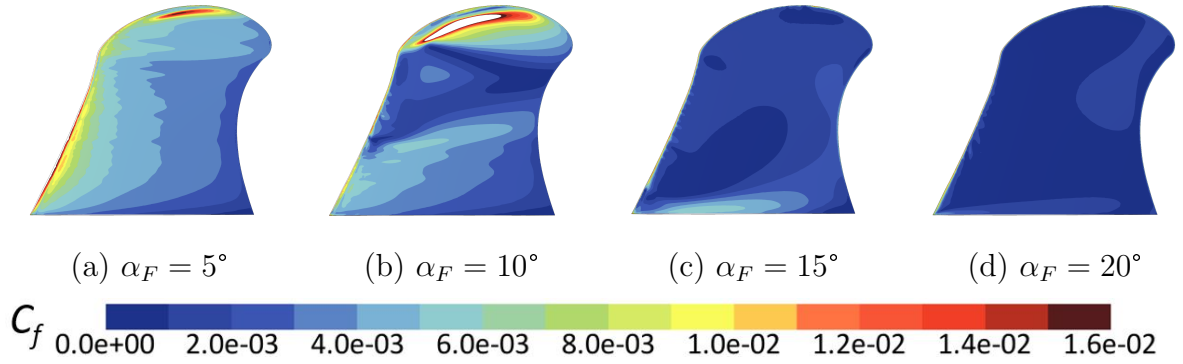 (a) α_F = 5° (b) α_F = 10° (c) α_F = 15° (d) α_F = 20°
C_f
0.0e+00 2.0e-03 4.0e-03 6.0e-03 8.0e-03 1.0e-02 1.2e-02 1.4e-02 1.6e-02